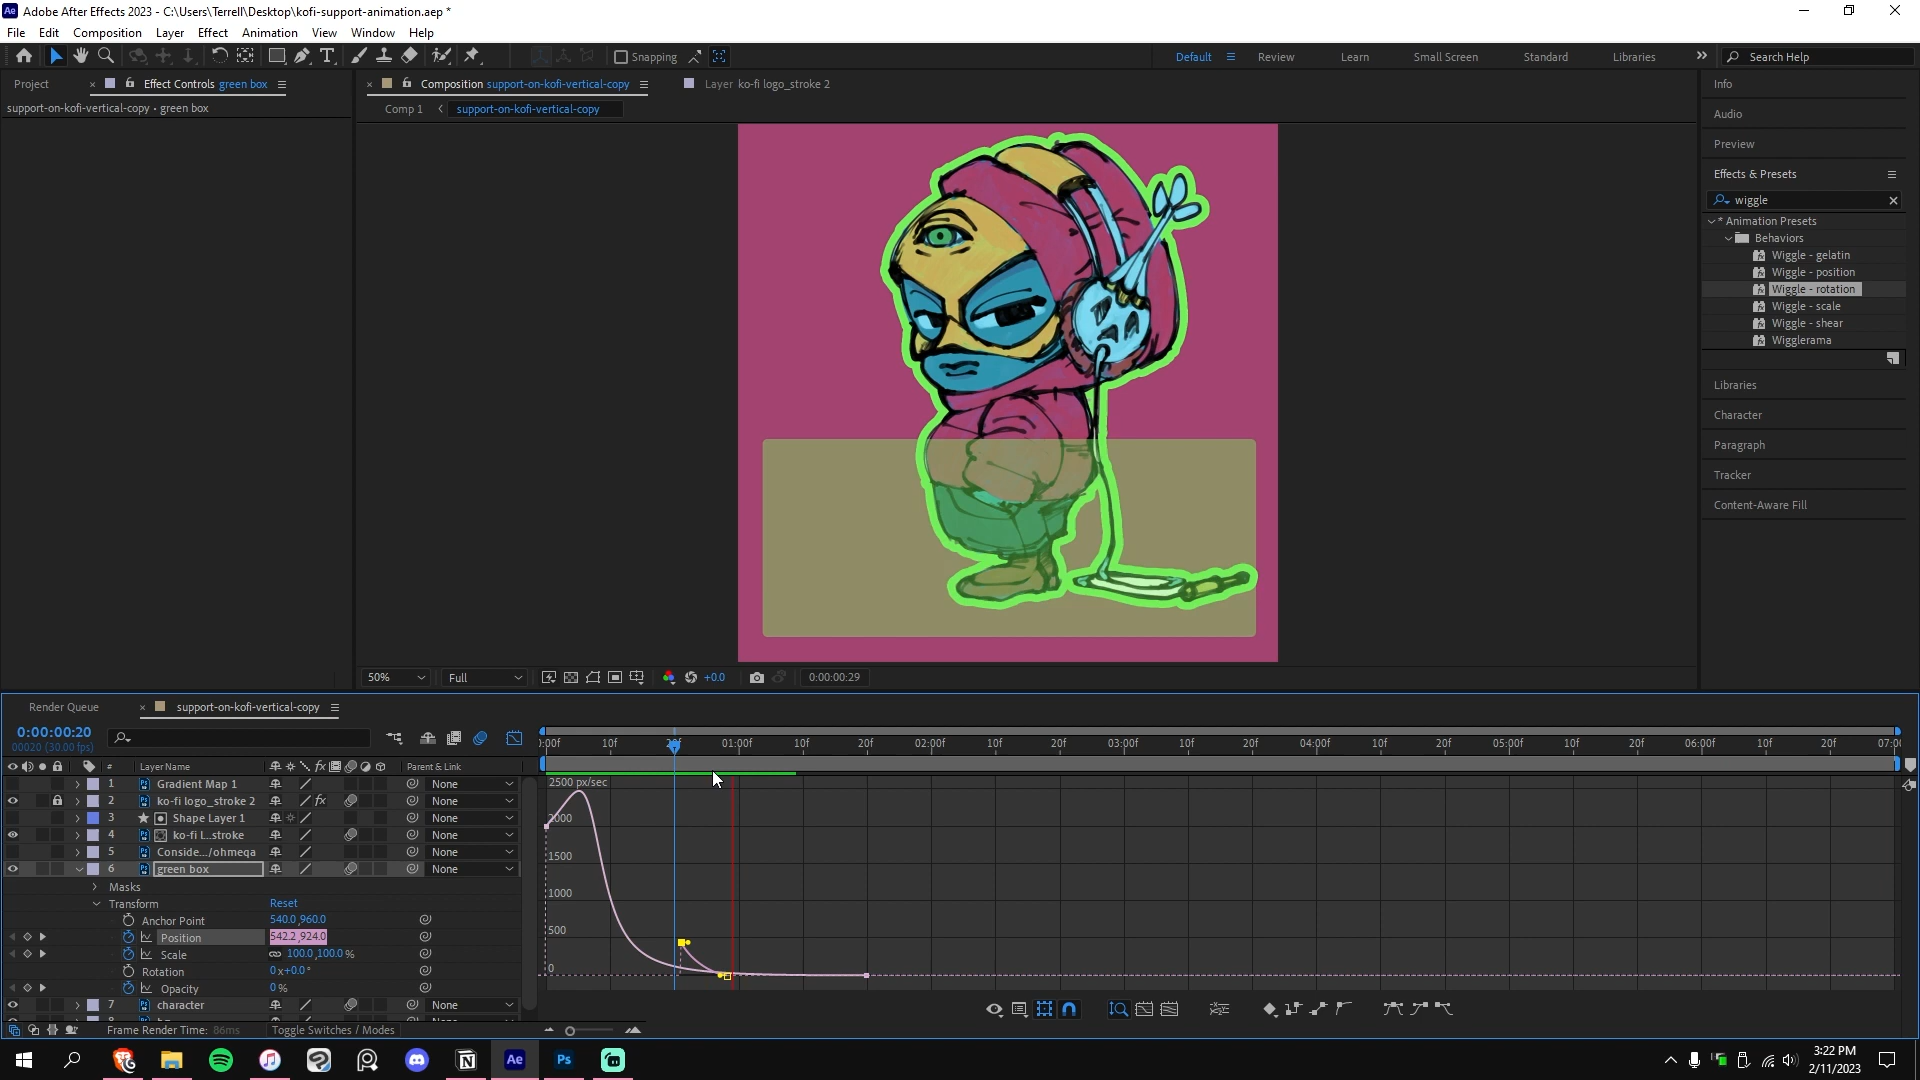 Adobe After Effects 2023 - C:\Users\Terrell\Desktop\kofi-support-animation.aep *
File Edit Composition Layer Effect Animation View Window Help
Snapping
Default Review Learn Small Screen Standard Libraries Search Help
Project Effect Controls green box
support-on-kofi-vertical-copy • green box
Composition support-on-kofi-vertical-copy Layer ko-fi logo_stroke 2
Comp 1 support-on-kofi-vertical-copy
Info
Audio
Preview
Effects & Presets
wiggle
* Animation Presets
Behaviors
Wiggle - gelatin
Wiggle - position
Wiggle - rotation
Wiggle - scale
Wiggle - shear
Wigglerama
Libraries
Character
Paragraph
Tracker
Content-Aware Fill
50% Full +0.0 0:00:00:29
Render Queue support-on-kofi-vertical-copy
0:00:00:20
00020 (30.00 fps)
:00f 10f 20f 01:00f 10f 20f 02:00f 10f 20f 03:00f 10f 20f 04:00f 10f 20f 05:00f 10f 20f 06:00f 10f 20f 07:0
# Layer Name fx Parent & Link
1 Gradient Map 1 None
2 ko-fi logo_stroke 2 fx None
3 Shape Layer 1 None
4 ko-fi l...stroke None
5 Conside.../ohmeqa None
6 green box None
Masks
Transform Reset
Anchor Point 540.0,960.0
Position 542.2,924.0
Scale 100.0,100.0 %
Rotation 0x+0.0°
Opacity 0 %
7 character None
2500 px/sec
2000
1500
1000
500
0
Frame Render Time: 86ms Toggle Switches / Modes
Ae Ps
3:22 PM
2/11/2023